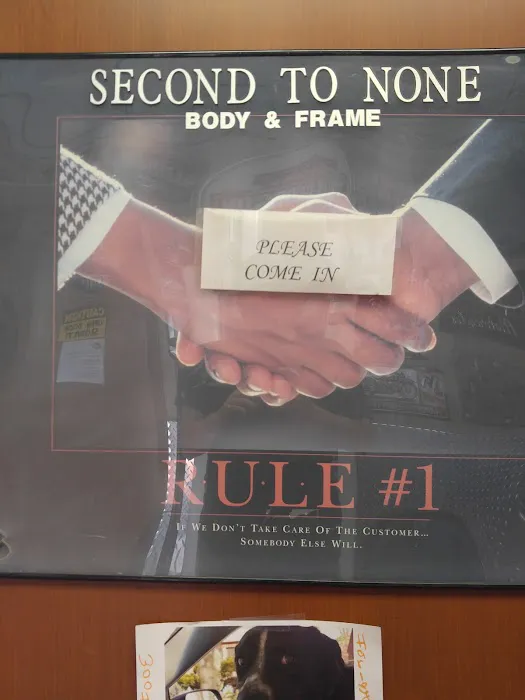 SECOND TO NONE
BODY & FRAME
PLEASE
COME IN
R·U·L·E #1
IF WE DON'T TAKE CARE OF THE CUSTOMER...
SOMEBODY ELSE WILL.